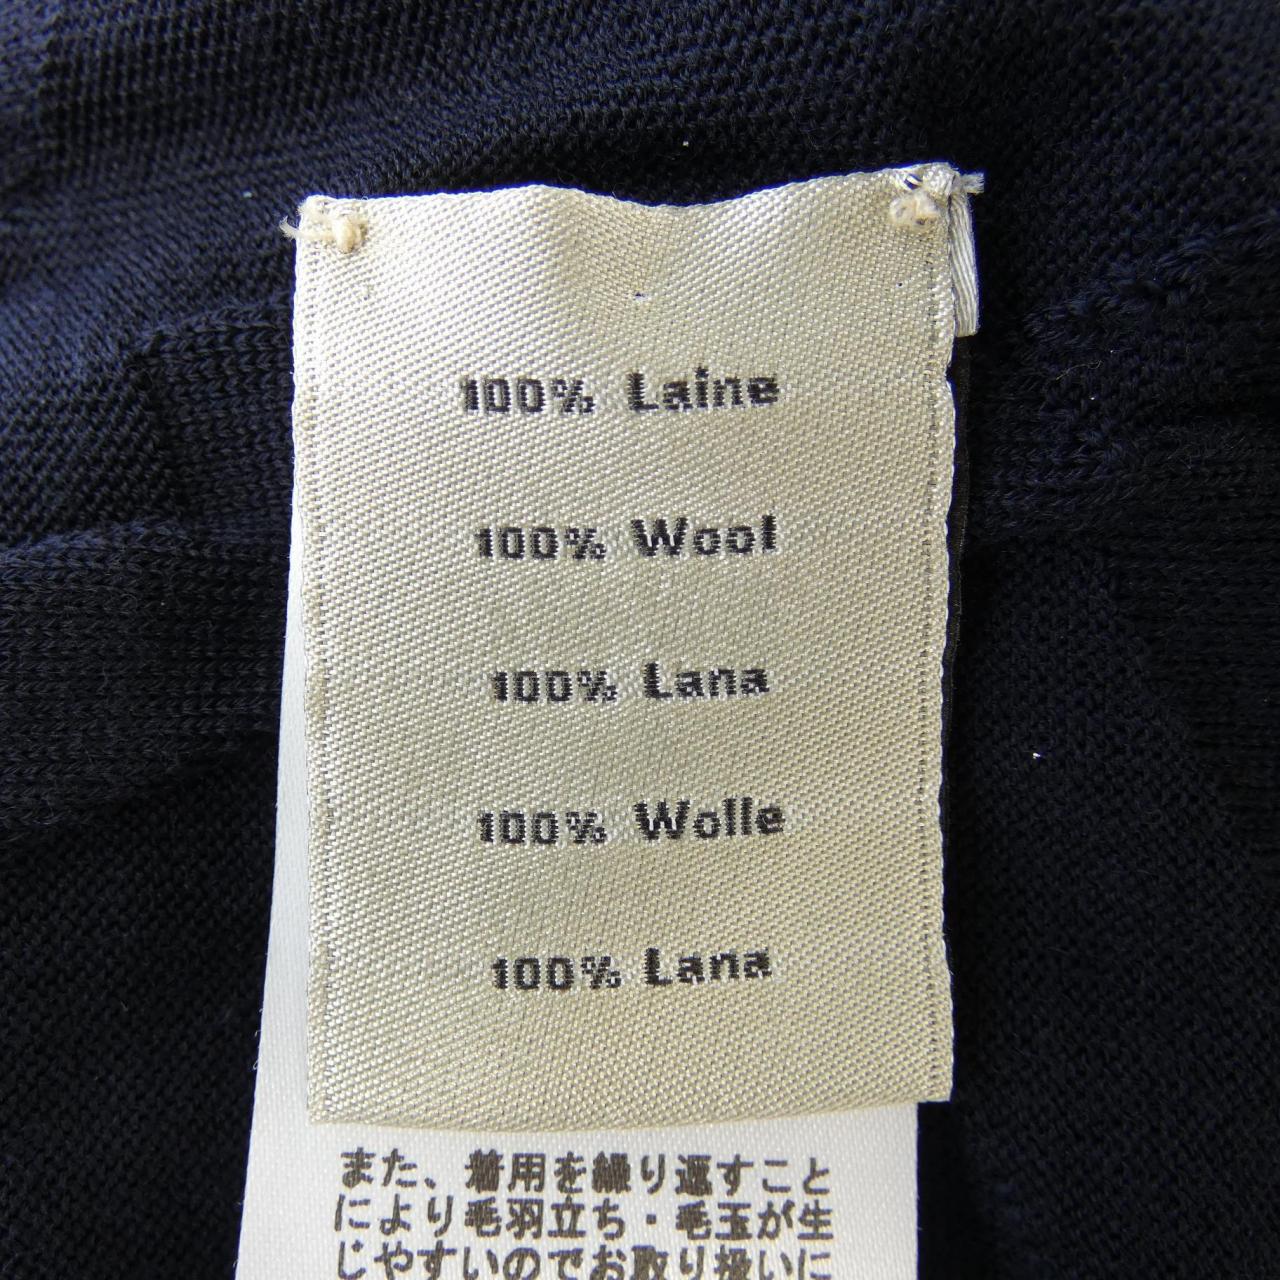 100% Laine
100% Wool
100% Lana
100% Wolle
100% Lana
また、着用を繰り返すこと
により毛羽立ち・毛玉が生
じやすいのでお取り扱いに